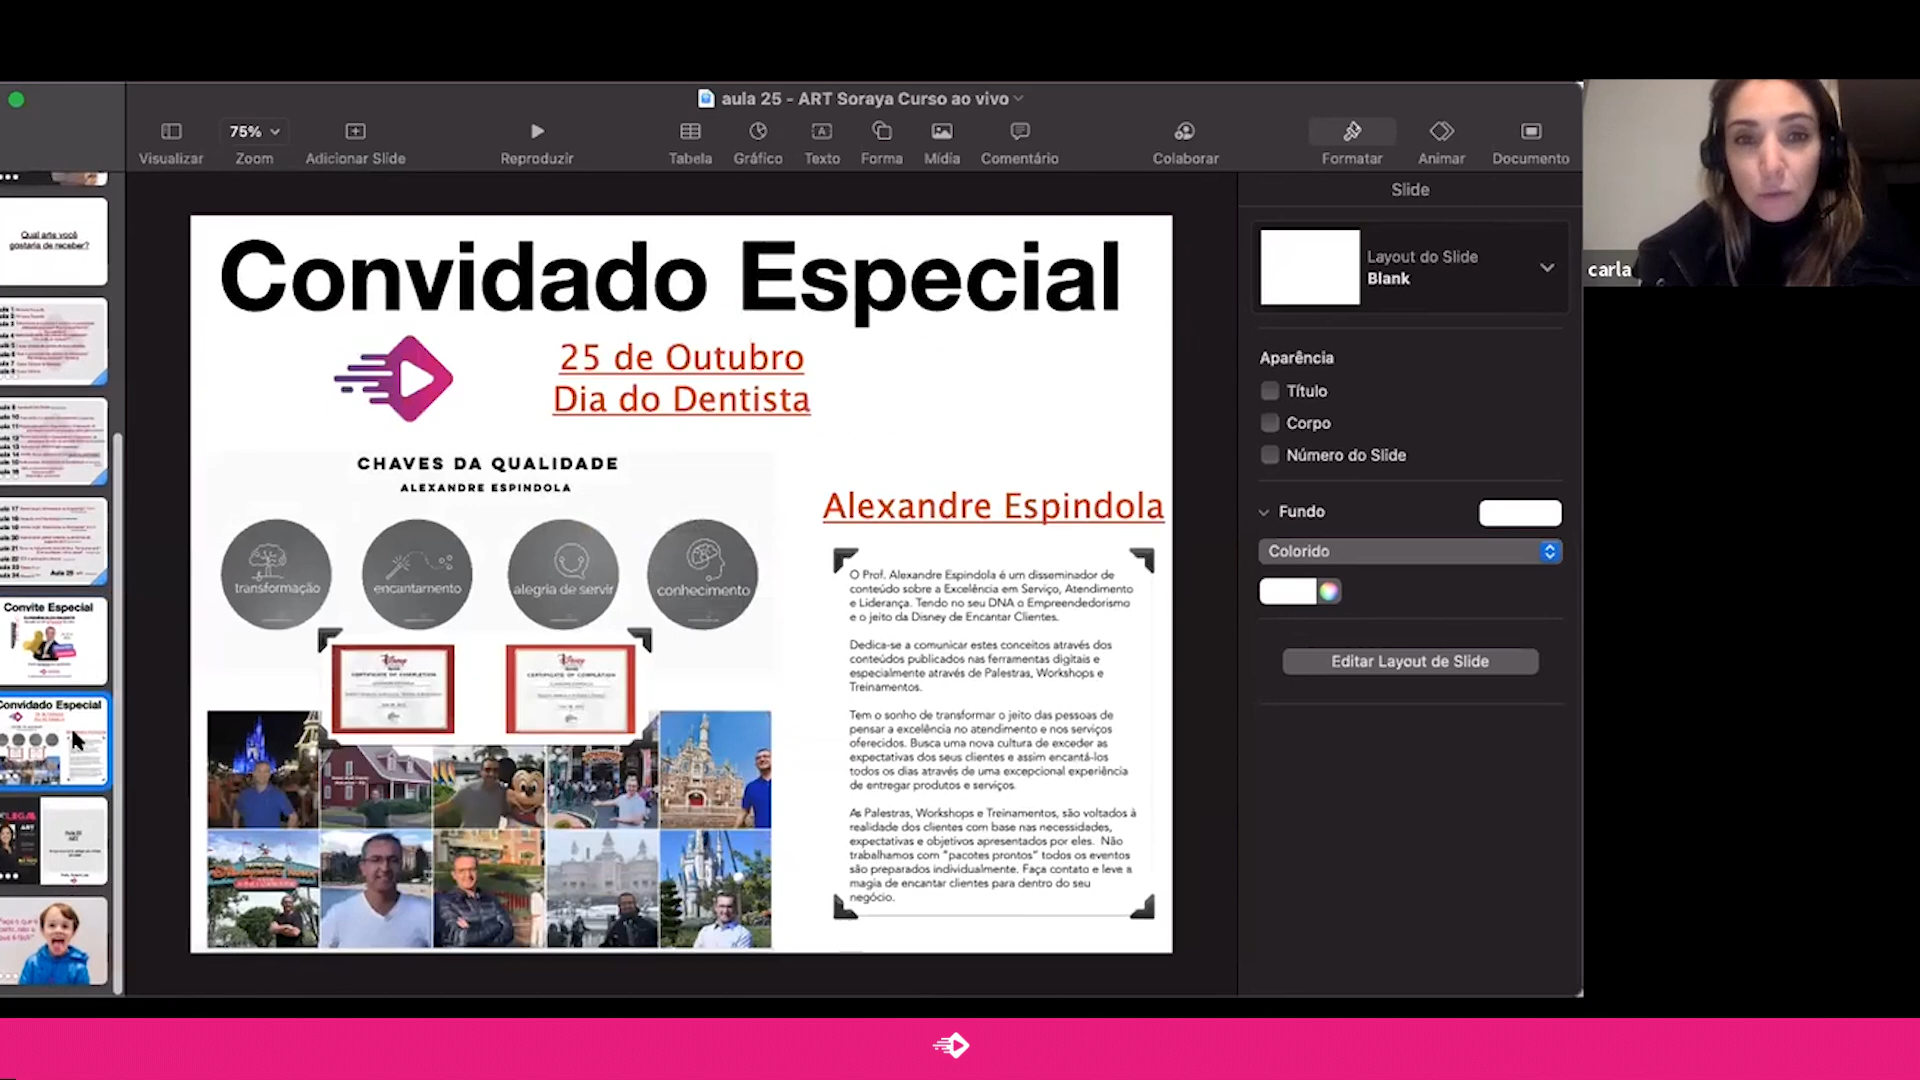 aula 25 - ART Soraya Curso ao vivo
75%
Visualizar
Zoom
Adicionar Slide
Reproduzir
Tabela
Gráfico
Texto
Forma
Mídia
Comentário
Colaborar
Formatar
Animar
Documento
Qual arte você
gostaria de receber?
Aula 25
Convite Especial
Convidado Especial
Convidado Especial
25 de Outubro
Dia do Dentista
CHAVES DA QUALIDADE
ALEXANDRE ESPINDOLA
transformação
encantamento
alegria de servir
conhecimento
Disney
CERTIFICATE OF COMPLETION
Disney
CERTIFICATE OF COMPLETION
Alexandre Espindola
O Prof. Alexandre Espindola é um disseminador de
conteúdo sobre a Excelência em Serviço, Atendimento
e Liderança. Tendo no seu DNA o Empreendedorismo
e o jeito da Disney de Encantar Clientes.
Dedica-se a comunicar estes conceitos através dos
conteúdos publicados nas ferramentas digitais e
especialmente através de Palestras, Workshops e
Treinamentos.
Tem o sonho de transformar o jeito das pessoas de
pensar a excelência no atendimento e nos serviços
oferecidos. Busca uma nova cultura de exceder as
expectativas dos seus clientes e assim encantá-los
todos os dias através de uma excepcional experiência
de entregar produtos e serviços.
As Palestras, Workshops e Treinamentos, são voltados à
realidade dos clientes com base nas necessidades,
expectativas e objetivos apresentados por eles. Não
trabalhamos com "pacotes prontos" todos os eventos
são preparados individualmente. Faça contato e leve a
magia de encantar clientes para dentro do seu
negócio.
Slide
Layout do Slide
Blank
Aparência
Título
Corpo
Número do Slide
Fundo
Colorido
Editar Layout de Slide
carla